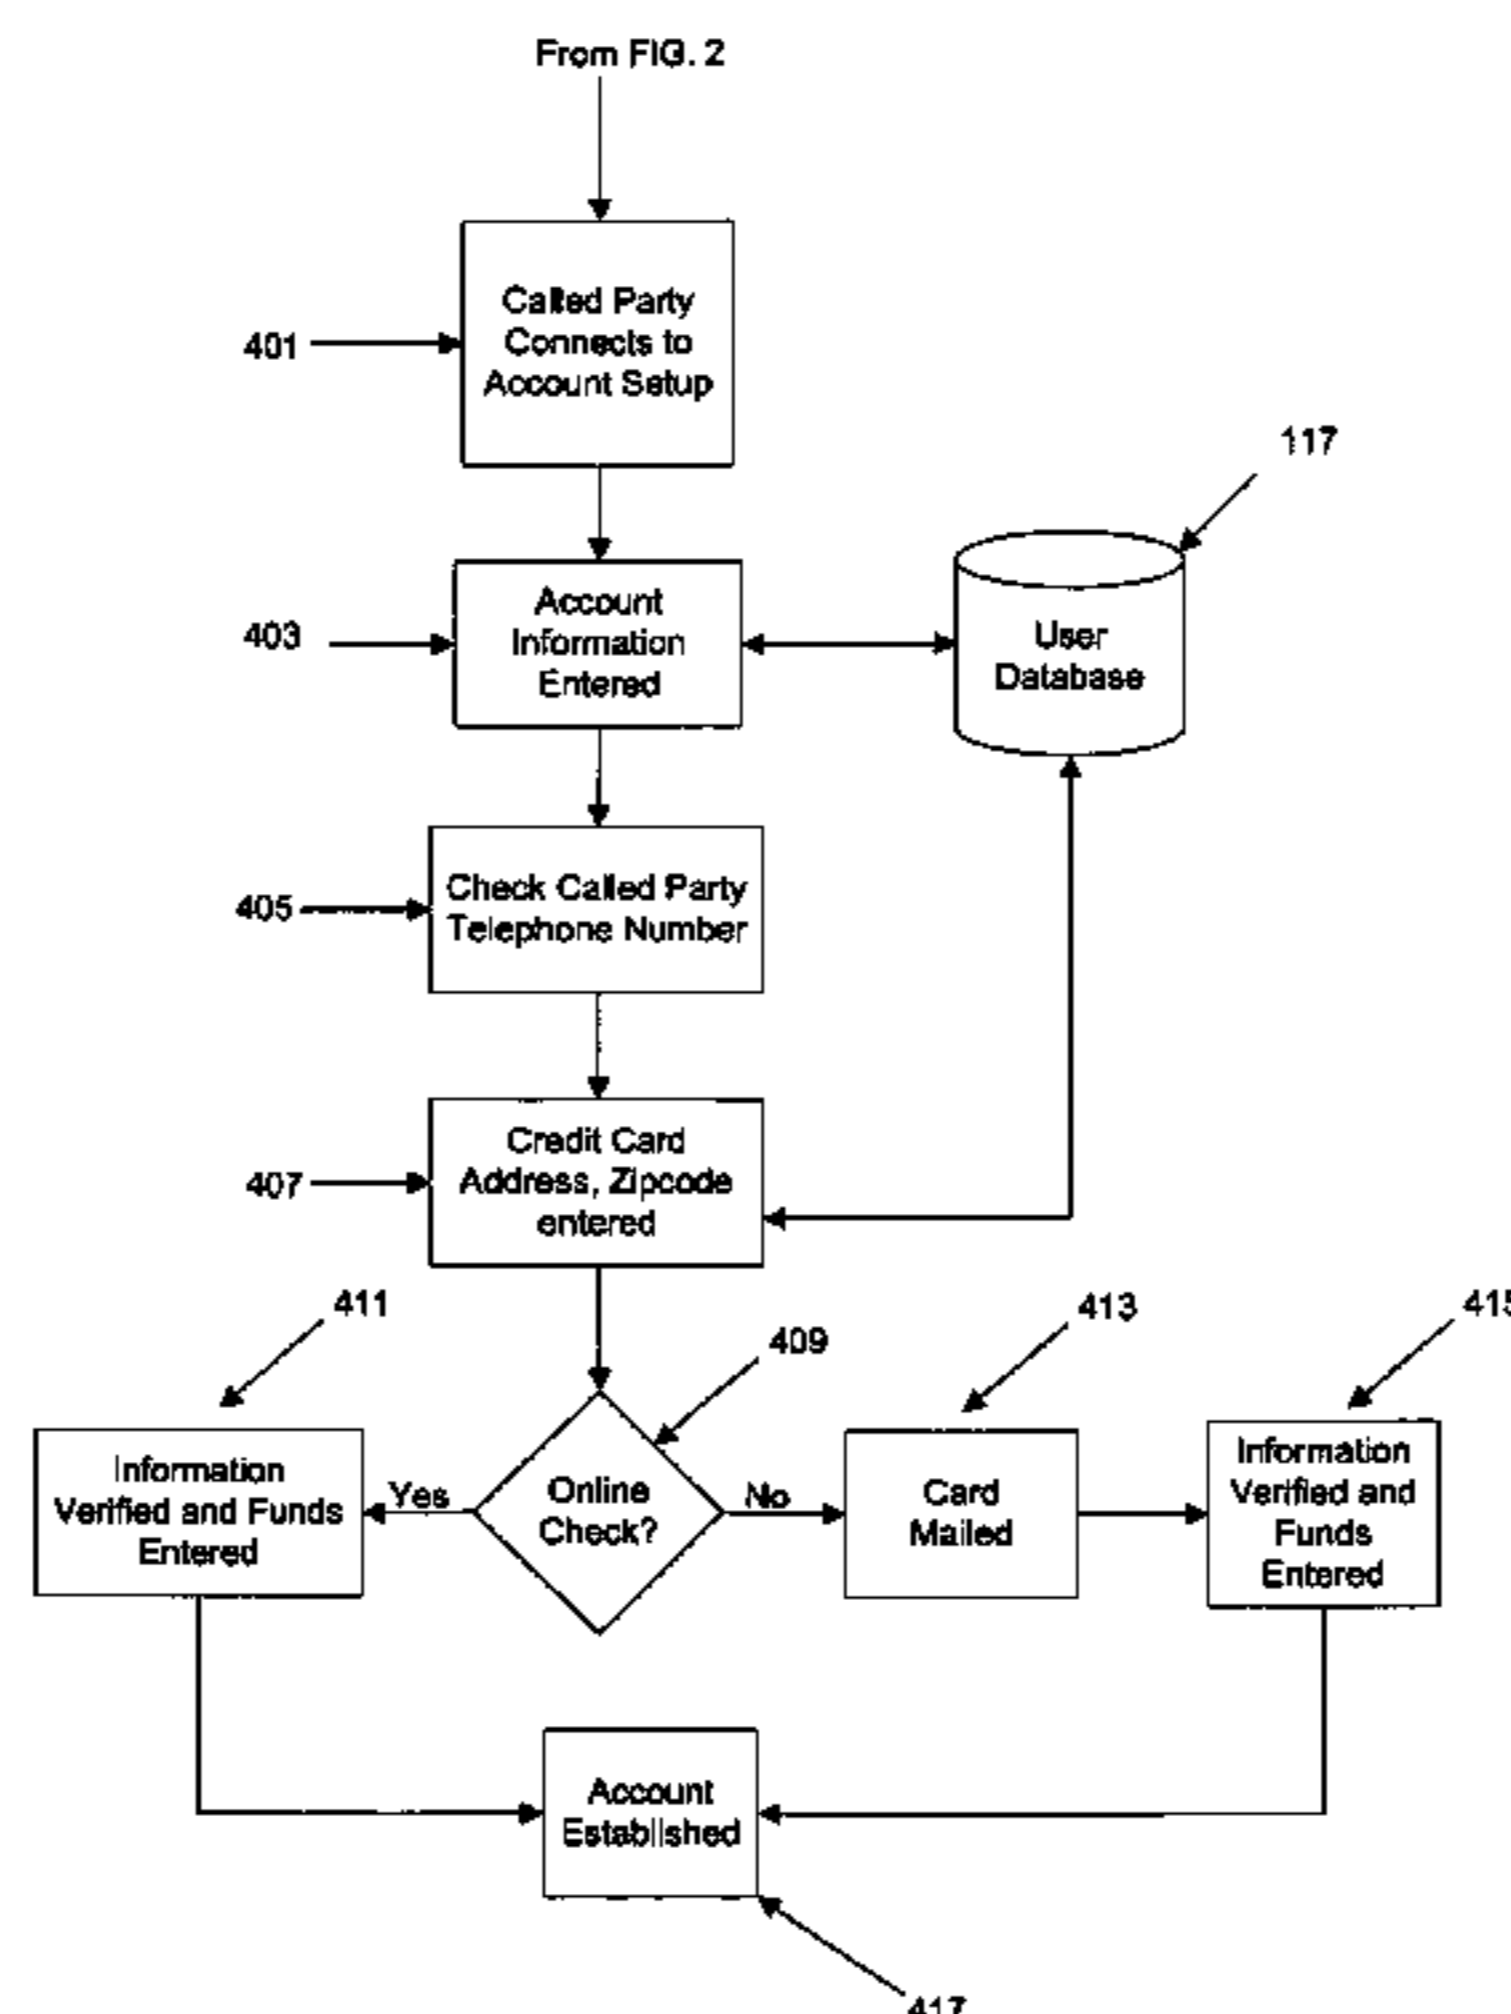 From FIG. 2
Called Party
Connects to
Account Setup
401
117
Account
Information
Entered
403
User
Database
Check Called Party
Telephone Number
405
Credit Card
Address, Zipcode
entered
407
411
409
413
415
Information
Verified and Funds
Entered
Yes
Online
Check?
No
Card
Mailed
Information
Verified and
Funds
Entered
Account
Established
417